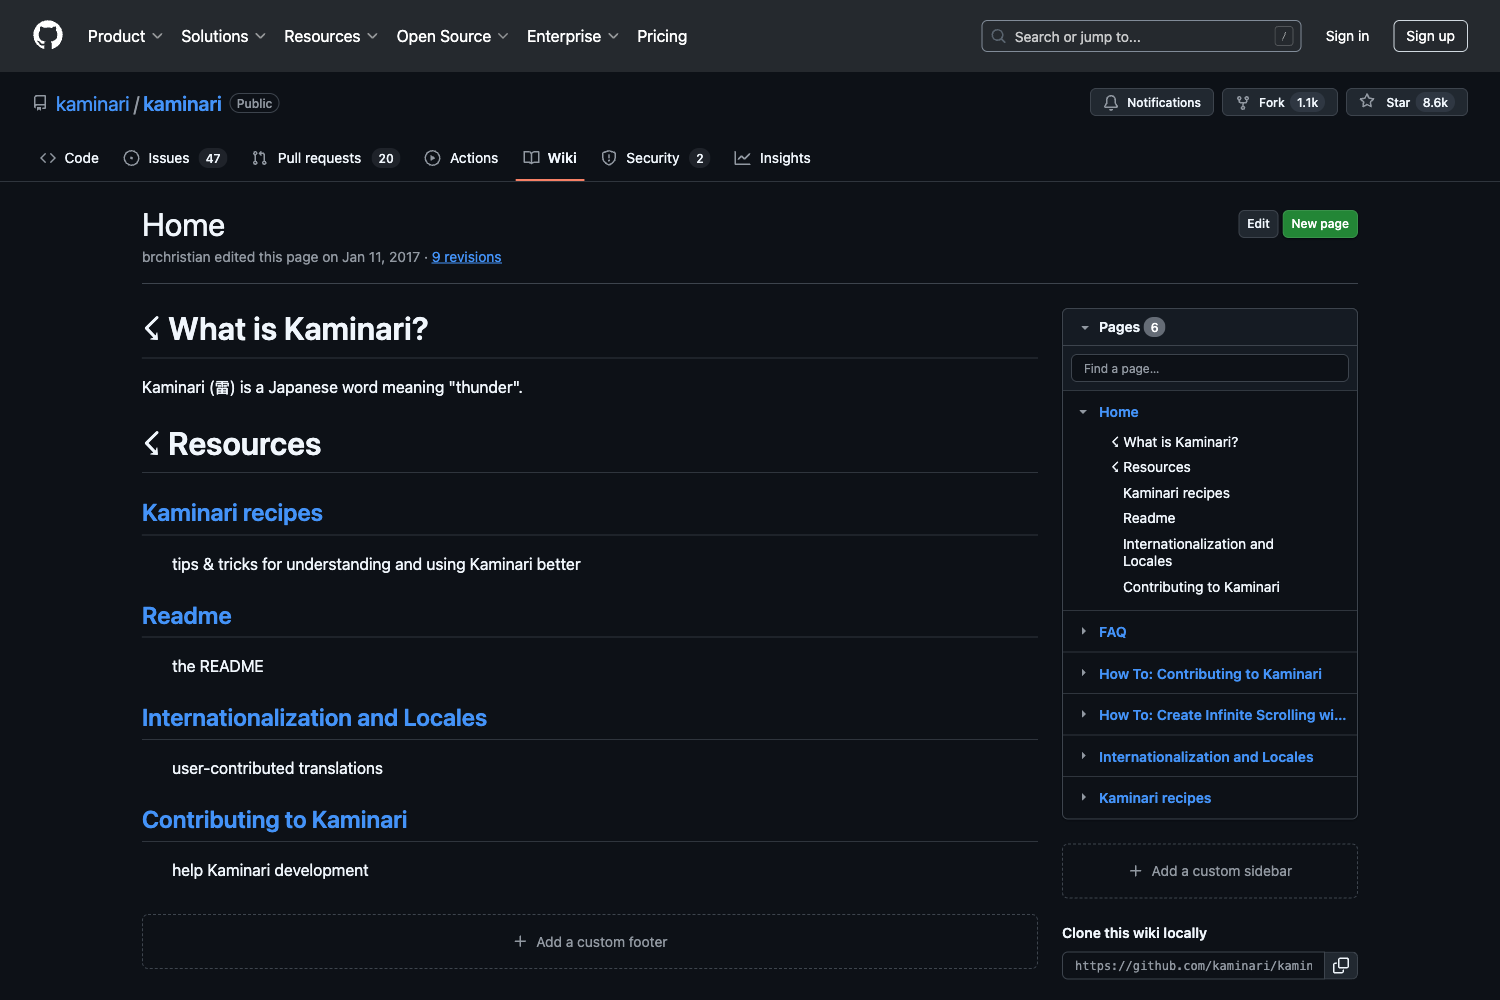 Product Solutions Resources Open Source Enterprise Pricing Search or jump to... / Sign in Sign up
kaminari / kaminari Public Notifications Fork 1.1k Star 8.6k
Code Issues 47 Pull requests 20 Actions Wiki Security 2 Insights
Home
Edit New page
brchristian edited this page on Jan 11, 2017 · 9 revisions
☇ What is Kaminari?
Kaminari (雷) is a Japanese word meaning "thunder".
☇ Resources
Kaminari recipes
tips & tricks for understanding and using Kaminari better
Readme
the README
Internationalization and Locales
user-contributed translations
Contributing to Kaminari
help Kaminari development
+ Add a custom footer
Pages 6
Find a page...
Home
☇ What is Kaminari?
☇ Resources
Kaminari recipes
Readme
Internationalization and
Locales
Contributing to Kaminari
FAQ
How To: Contributing to Kaminari
How To: Create Infinite Scrolling wi...
Internationalization and Locales
Kaminari recipes
+ Add a custom sidebar
Clone this wiki locally
https://github.com/kaminari/kamin